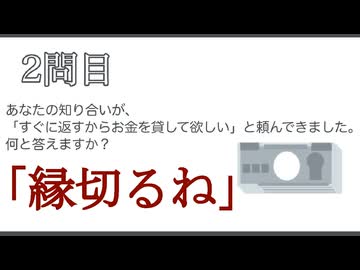 2問目
あなたの知り合いが、
「すぐに返すからお金を貸して欲しい」と頼んできました。
何と答えますか？
「縁切るね」